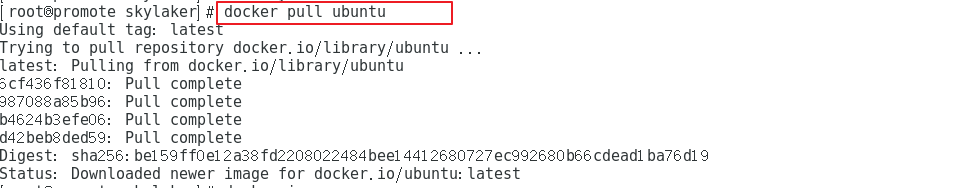 [root@promote skylaker]# docker pull ubuntu
Using default tag: latest
Trying to pull repository docker.io/library/ubuntu ...
latest: Pulling from docker.io/library/ubuntu
6cf436f81810: Pull complete
987088a85b96: Pull complete
b4624b3efe06: Pull complete
d42beb8ded59: Pull complete
Digest: sha256:be159ff0e12a38fd2208022484bee14412680727ec992680b66cdead1ba76d19
Status: Downloaded newer image for docker.io/ubuntu:latest